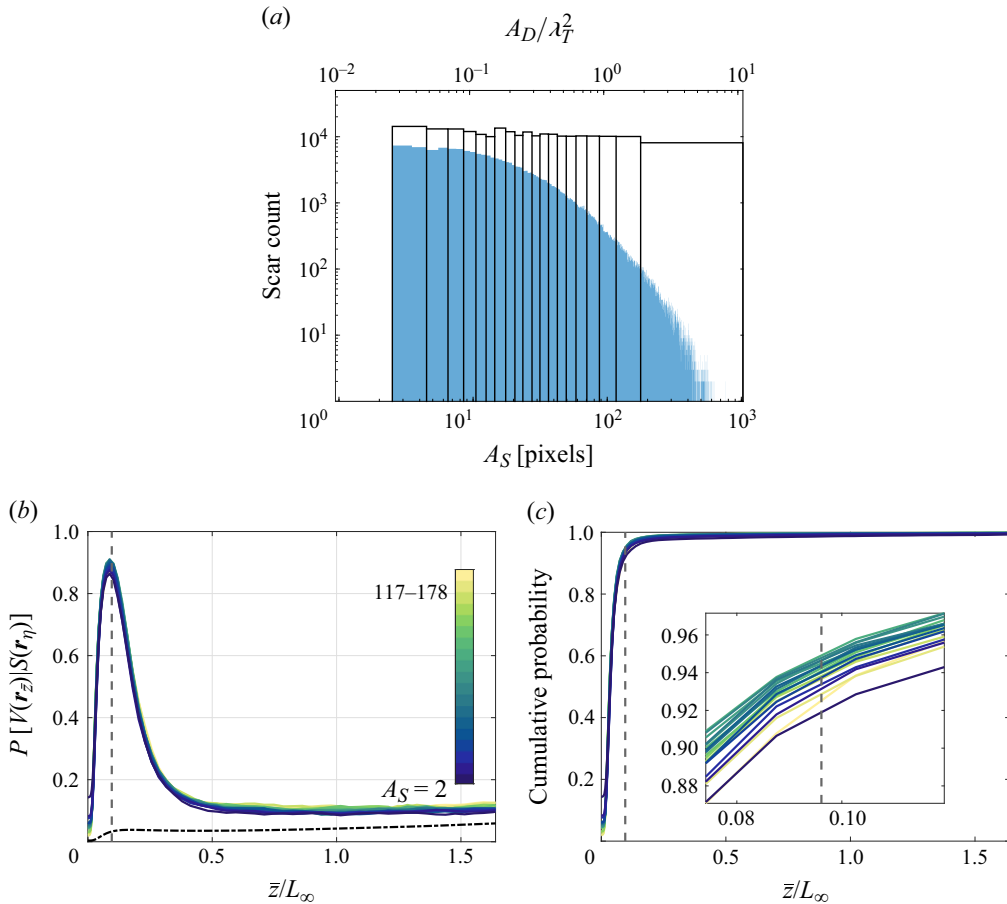 (a)
A_D/λ_T^2
10^−2 10^−1 10^0 10^1
Scar count
10^4
10^3
10^2
10^1
10^0 10^1 10^2 10^3
A_S [pixels]
(b)
P [V(r_z̄)|S(r_η)]
1.0
0.8
0.6
0.4
0.2
0 0.5 1.0 1.5
117–178
A_S = 2
z̄/L_∞
(c)
Cumulative probability
1.0
0.8
0.6
0.4
0.2
0 0.5 1.0 1.5
0.96
0.94
0.92
0.90
0.88
0.08 0.10
z̄/L_∞